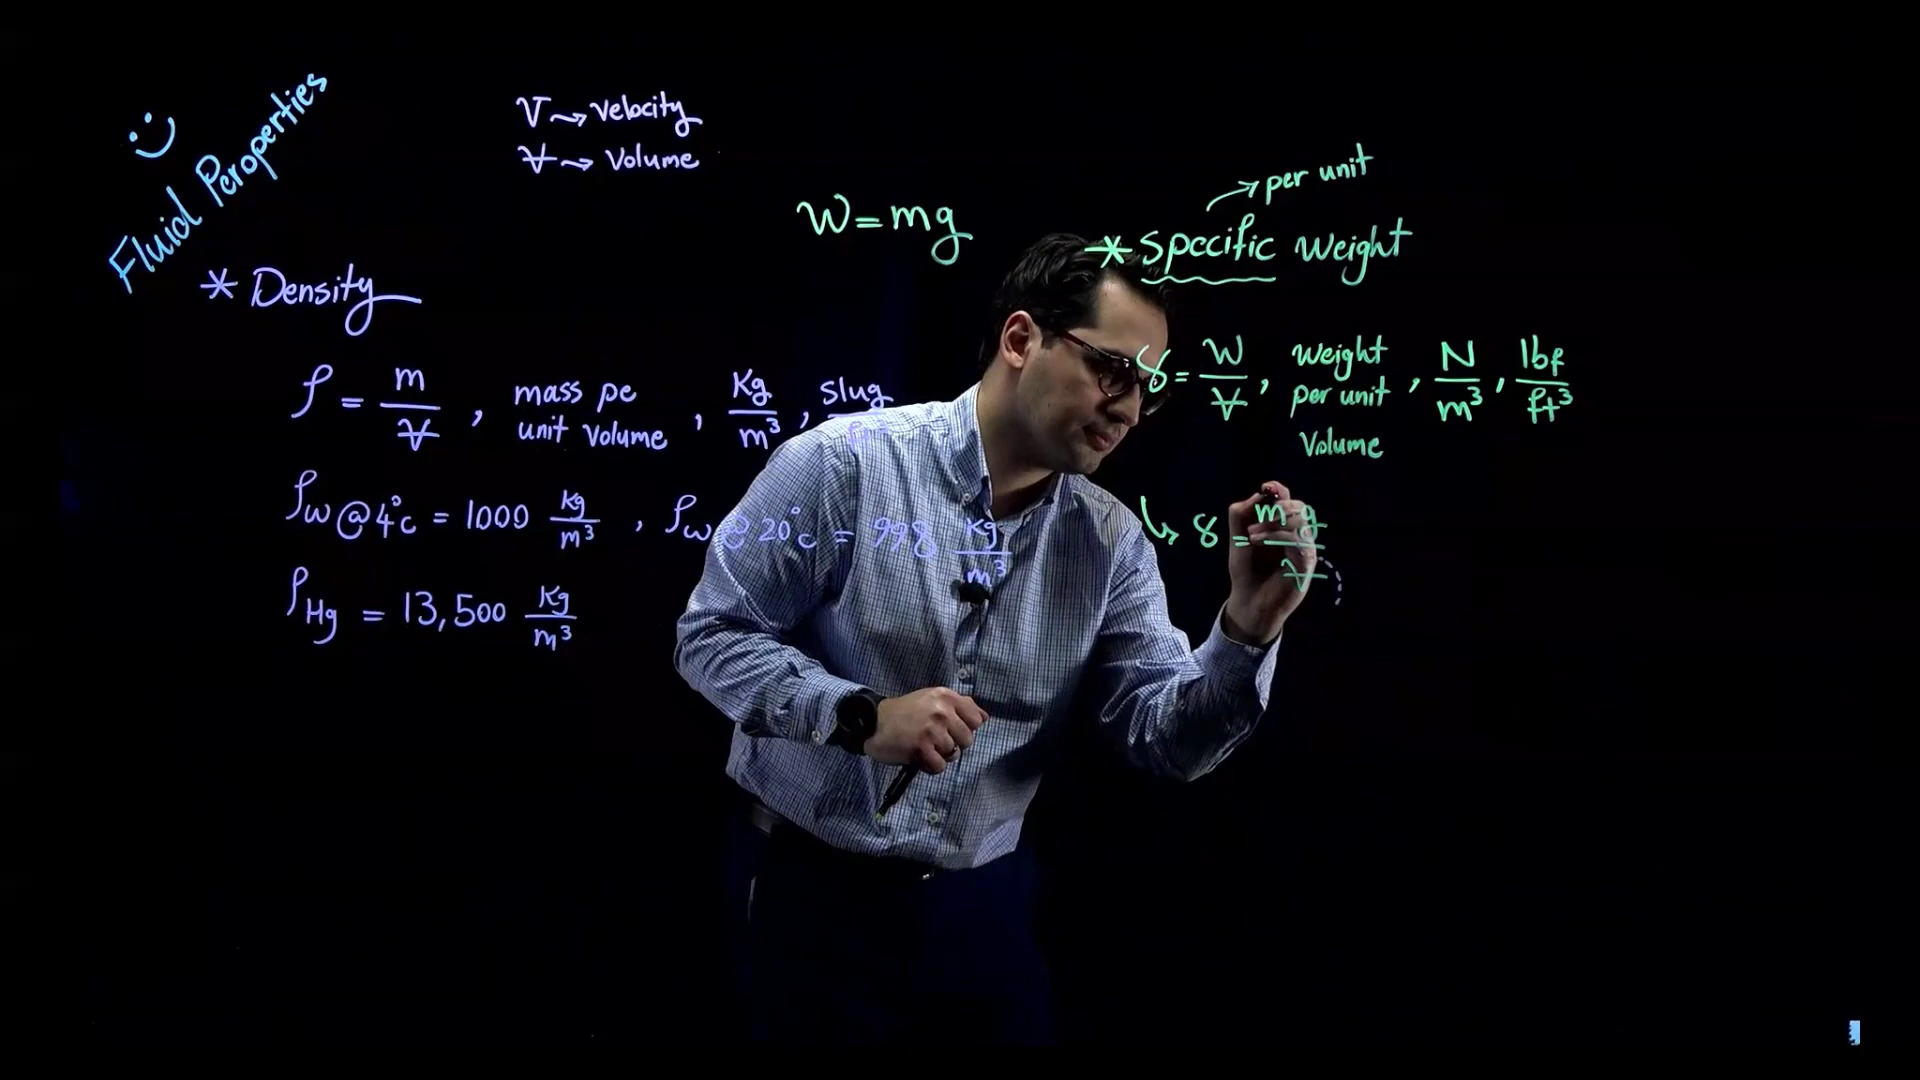 Fluid Peroperties
V → Velocity
V → Volume
* Density
ρ = m/V , mass pe unit Volume , Kg/m³ , slug
ρw @ 4°c = 1000 Kg/m³ , ρw @ 20°c = 998 Kg/m³
ρHg = 13,500 Kg/m³
W = mg
→ per unit
* Specific Weight
γ = W/V , Weight per unit Volume , N/m³ , lbf/ft³
↳ γ = mg/V